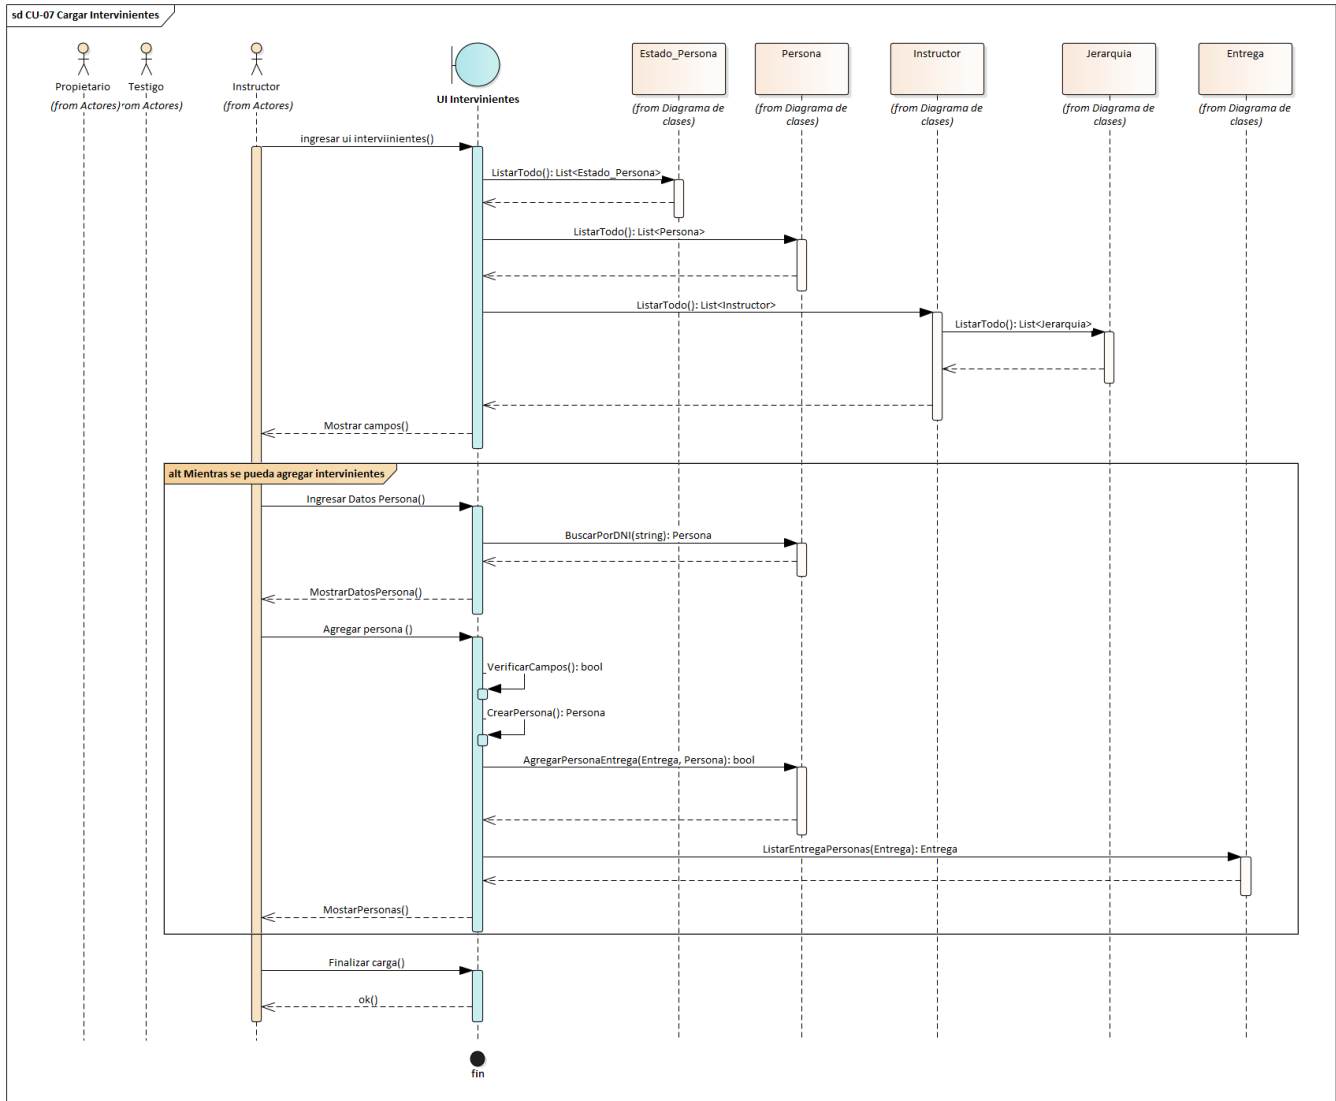 sd CU-07 Cargar Intervinientes
Propietario
(from Actores)
Testigo
rom Actores)
Instructor
(from Actores)
UI Intervinientes
Estado_Persona
(from Diagrama de
clases)
Persona
(from Diagrama de
clases)
Instructor
(from Diagrama de
clases)
Jerarquia
(from Diagrama de
clases)
Entrega
(from Diagrama de
clases)
ingresar ui interviinientes()
ListarTodo(): List<Estado_Persona>
ListarTodo(): List<Persona>
ListarTodo(): List<Instructor>
ListarTodo(): List<Jerarquia>
Mostrar campos()
alt Mientras se pueda agregar intervinientes
Ingresar Datos Persona()
BuscarPorDNI(string): Persona
MostrarDatosPersona()
Agregar persona ()
VerificarCampos(): bool
CrearPersona(): Persona
AgregarPersonaEntrega(Entrega, Persona): bool
ListarEntregaPersonas(Entrega): Entrega
MostarPersonas()
Finalizar carga()
ok()
fin